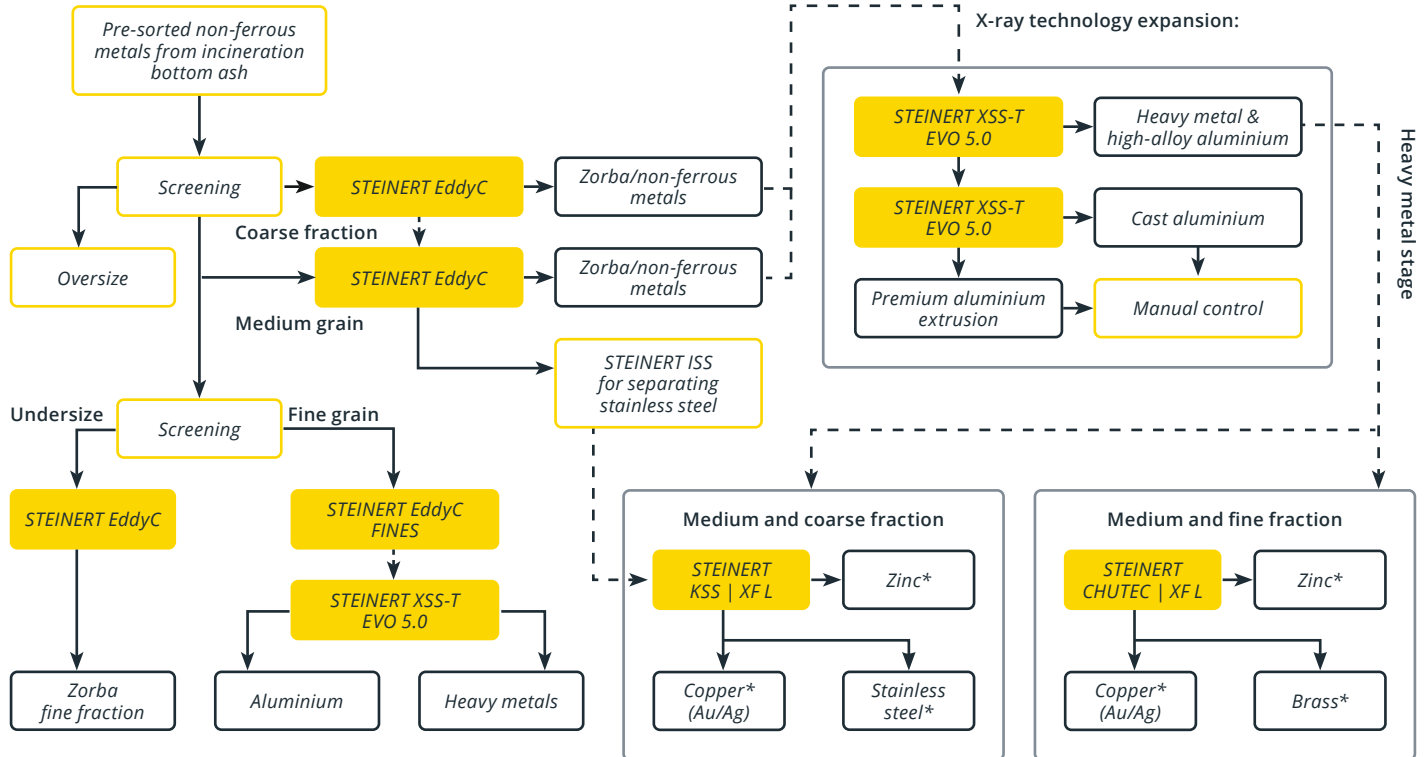 Pre-sorted non-ferrous
metals from incineration
bottom ash
Screening
Oversize
STEINERT EddyC
Zorba/non-ferrous
metals
Coarse fraction
STEINERT EddyC
Zorba/non-ferrous
metals
Medium grain
STEINERT ISS
for separating
stainless steel
Undersize
Screening
Fine grain
STEINERT EddyC
STEINERT EddyC
FINES
STEINERT XSS-T
EVO 5.0
Zorba
fine fraction
Aluminium
Heavy metals
X-ray technology expansion:
STEINERT XSS-T
EVO 5.0
Heavy metal &
high-alloy aluminium
STEINERT XSS-T
EVO 5.0
Cast aluminium
Premium aluminium
extrusion
Manual control
Heavy metal stage
Medium and coarse fraction
STEINERT
KSS | XF L
Zinc*
Copper*
(Au/Ag)
Stainless
steel*
Medium and fine fraction
STEINERT
CHUTEC | XF L
Zinc*
Copper*
(Au/Ag)
Brass*